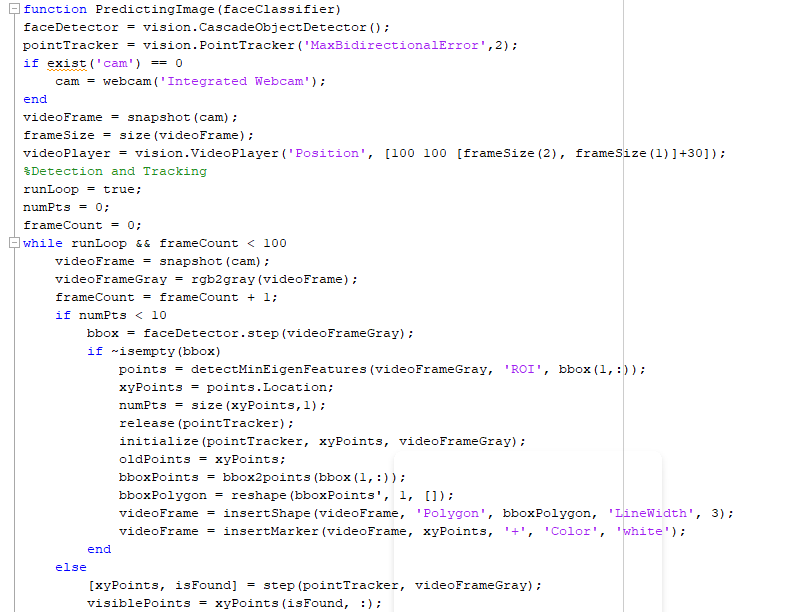 function PredictingImage(faceClassifier)
faceDetector = vision.CascadeObjectDetector();
pointTracker = vision.PointTracker('MaxBidirectionalError',2);
if exist('cam') == 0
    cam = webcam('Integrated Webcam');
end
videoFrame = snapshot(cam);
frameSize = size(videoFrame);
videoPlayer = vision.VideoPlayer('Position', [100 100 [frameSize(2), frameSize(1)]+30]);
%Detection and Tracking
runLoop = true;
numPts = 0;
frameCount = 0;
while runLoop && frameCount < 100
    videoFrame = snapshot(cam);
    videoFrameGray = rgb2gray(videoFrame);
    frameCount = frameCount + 1;
    if numPts < 10
        bbox = faceDetector.step(videoFrameGray);
        if ~isempty(bbox)
            points = detectMinEigenFeatures(videoFrameGray, 'ROI', bbox(1,:));
            xyPoints = points.Location;
            numPts = size(xyPoints,1);
            release(pointTracker);
            initialize(pointTracker, xyPoints, videoFrameGray);
            oldPoints = xyPoints;
            bboxPoints = bbox2points(bbox(1,:));
            bboxPolygon = reshape(bboxPoints', 1, []);
            videoFrame = insertShape(videoFrame, 'Polygon', bboxPolygon, 'LineWidth', 3);
            videoFrame = insertMarker(videoFrame, xyPoints, '+', 'Color', 'white');
        end
    else
        [xyPoints, isFound] = step(pointTracker, videoFrameGray);
        visiblePoints = xyPoints(isFound, :);